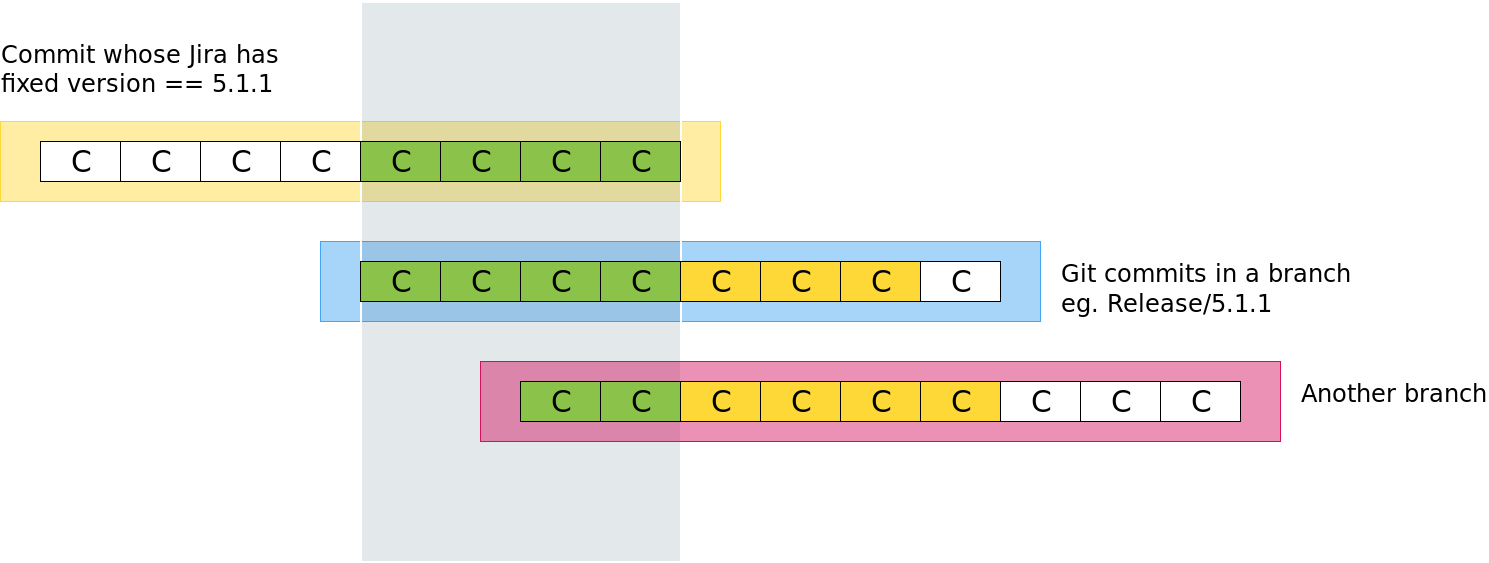 Commit whose Jira has
fixed version == 5.1.1
C C C C C C C C
C C C C C C C C
Git commits in a branch
eg. Release/5.1.1
C C C C C C C C C
Another branch